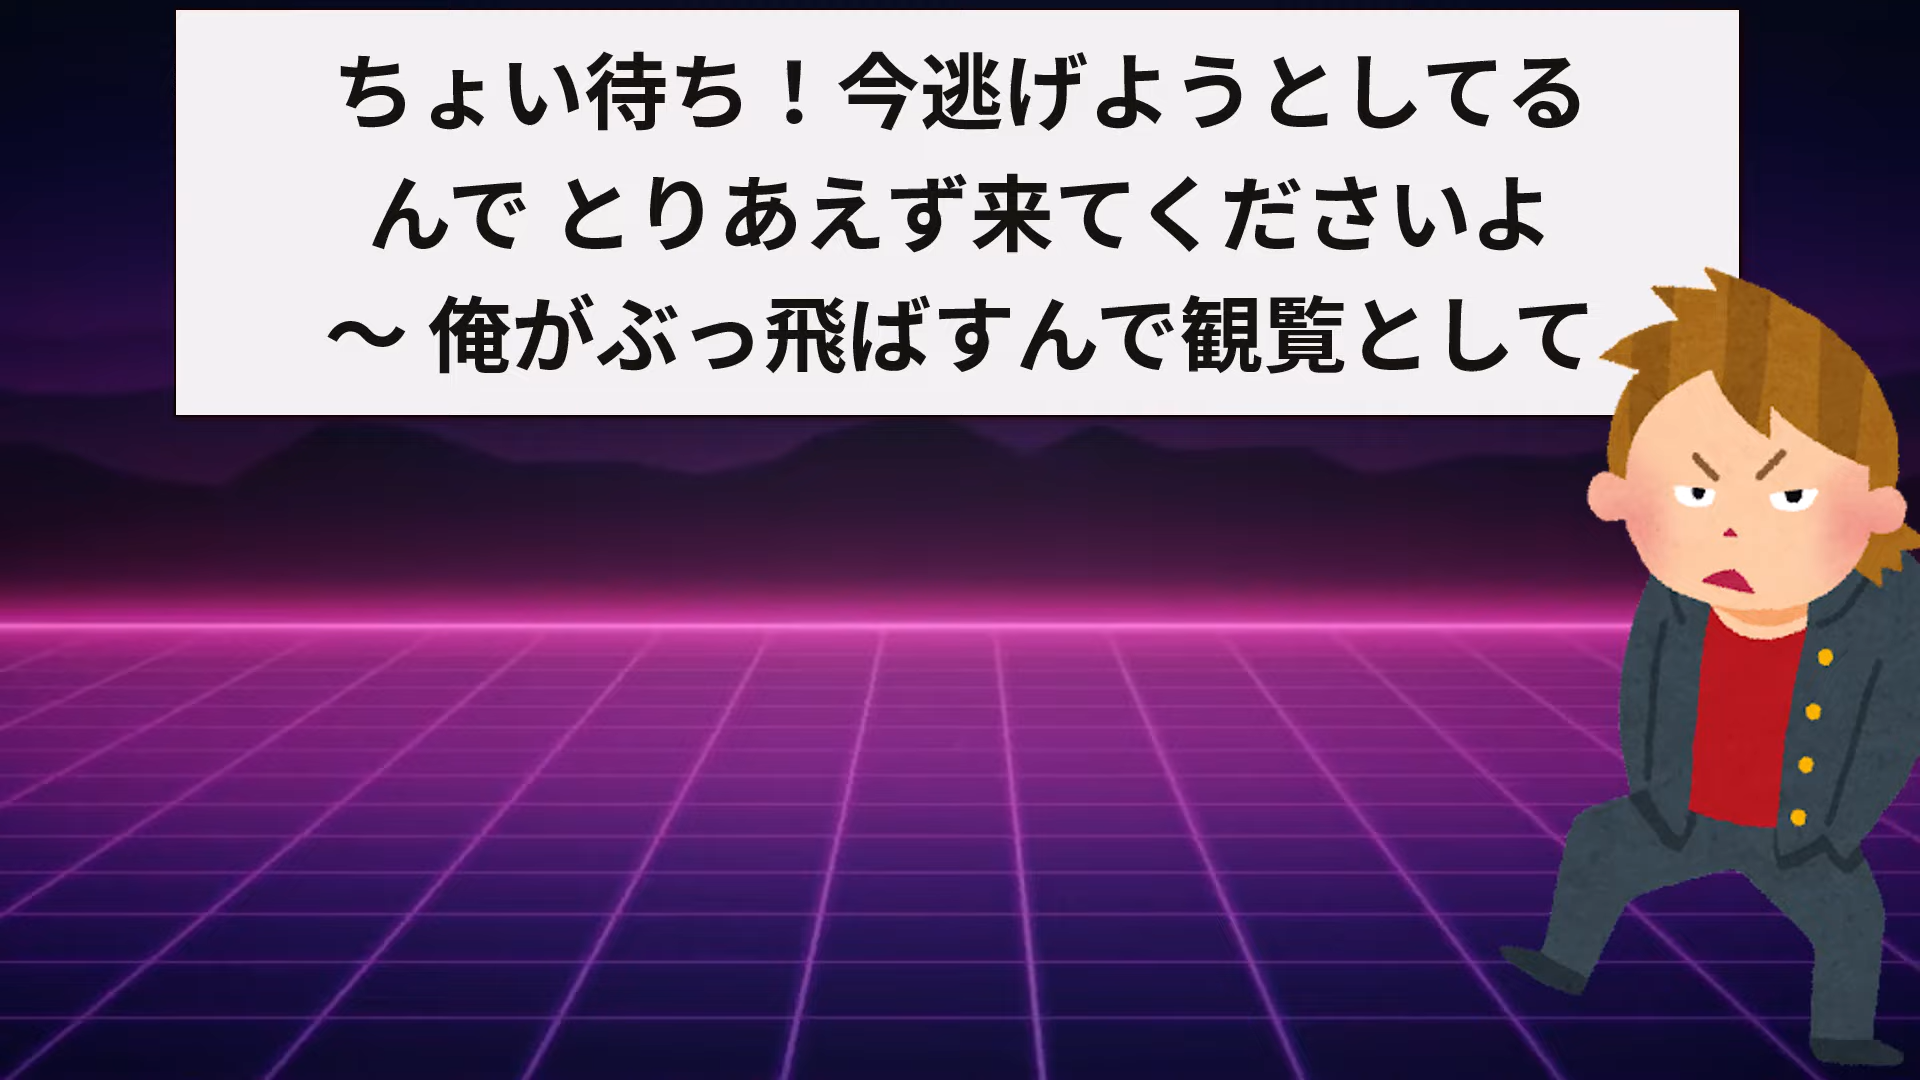 ちょい待ち！今逃げようとしてる
んで とりあえず来てくださいよ
～ 俺がぶっ飛ばすんで観覧として